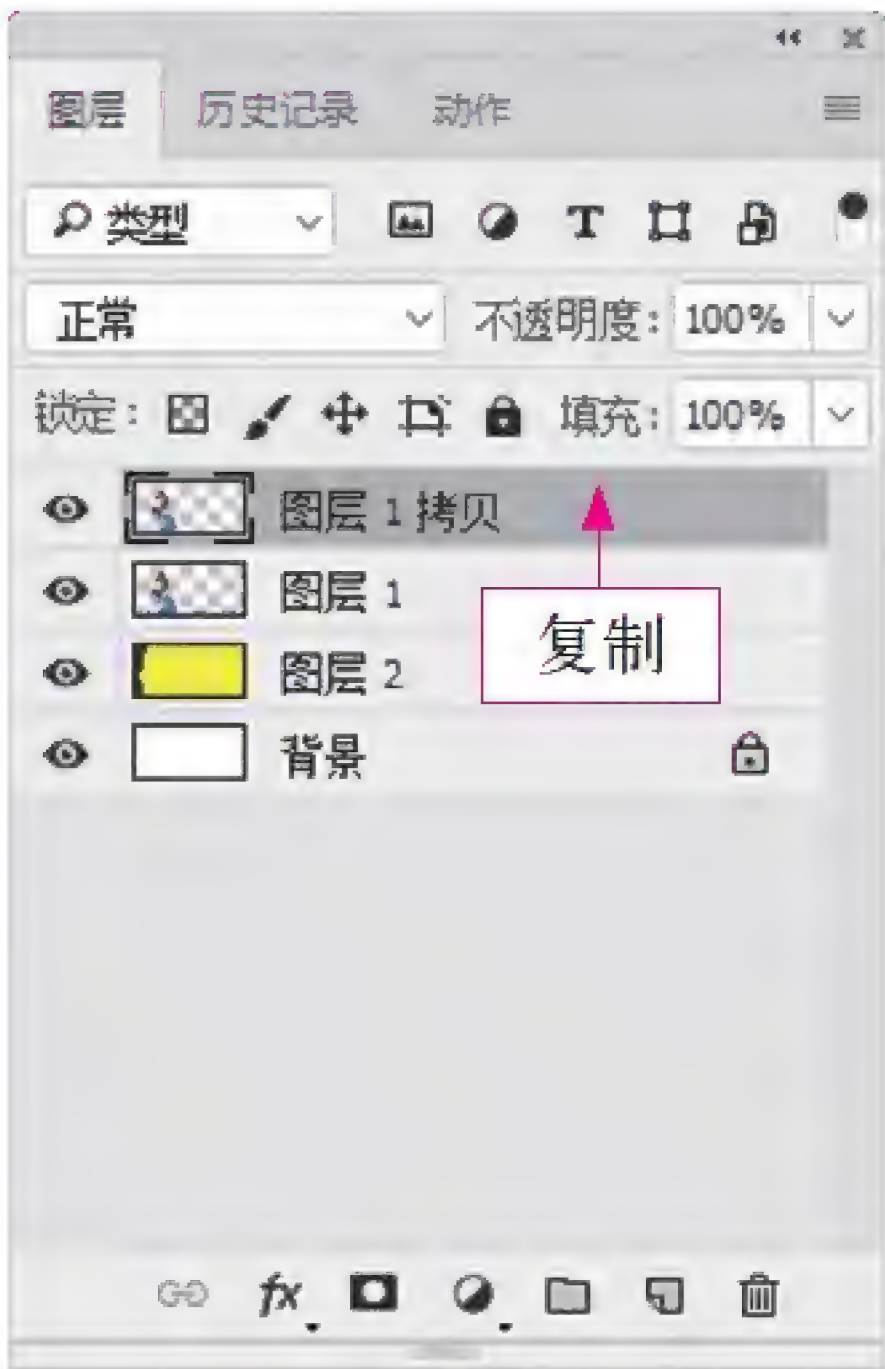 图层 历史记录 动作
类型 T
正常 不透明度: 100%
锁定: 填充: 100%
图层 1 拷贝
图层 1
复制
图层 2
背景
fx